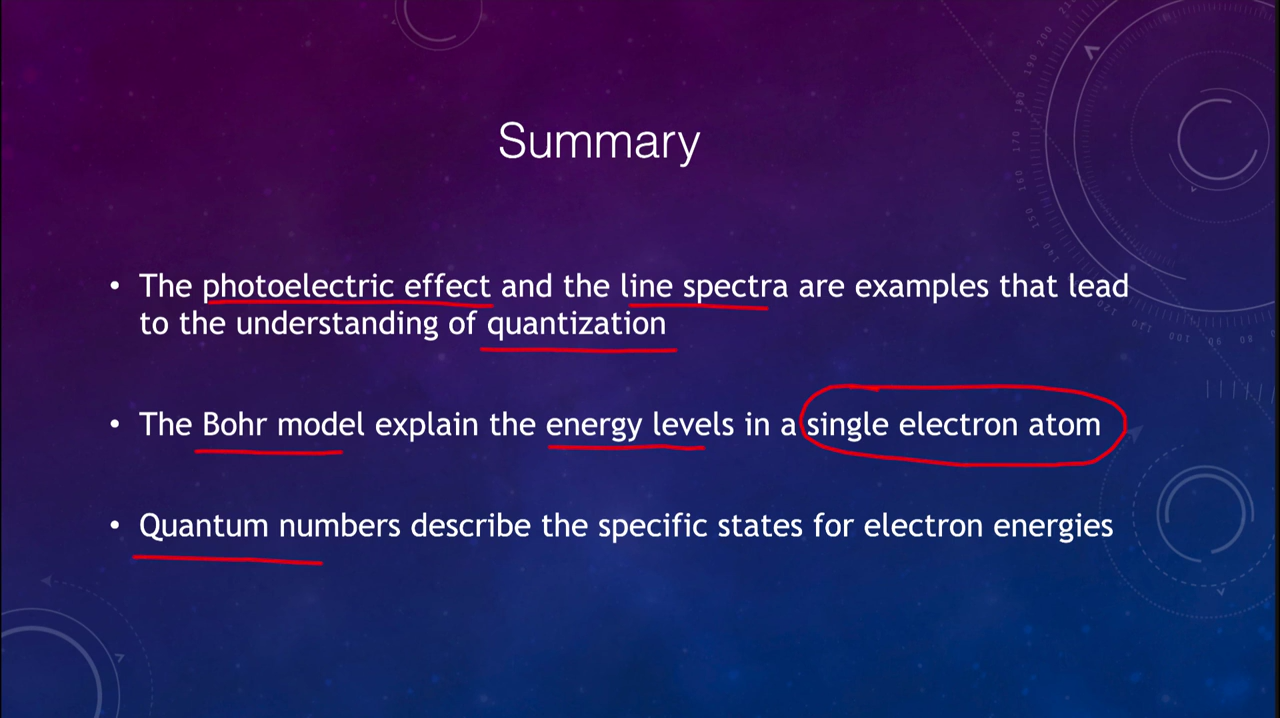 Summary
• The photoelectric effect and the line spectra are examples that lead
to the understanding of quantization
• The Bohr model explain the energy levels in a single electron atom
• Quantum numbers describe the specific states for electron energies